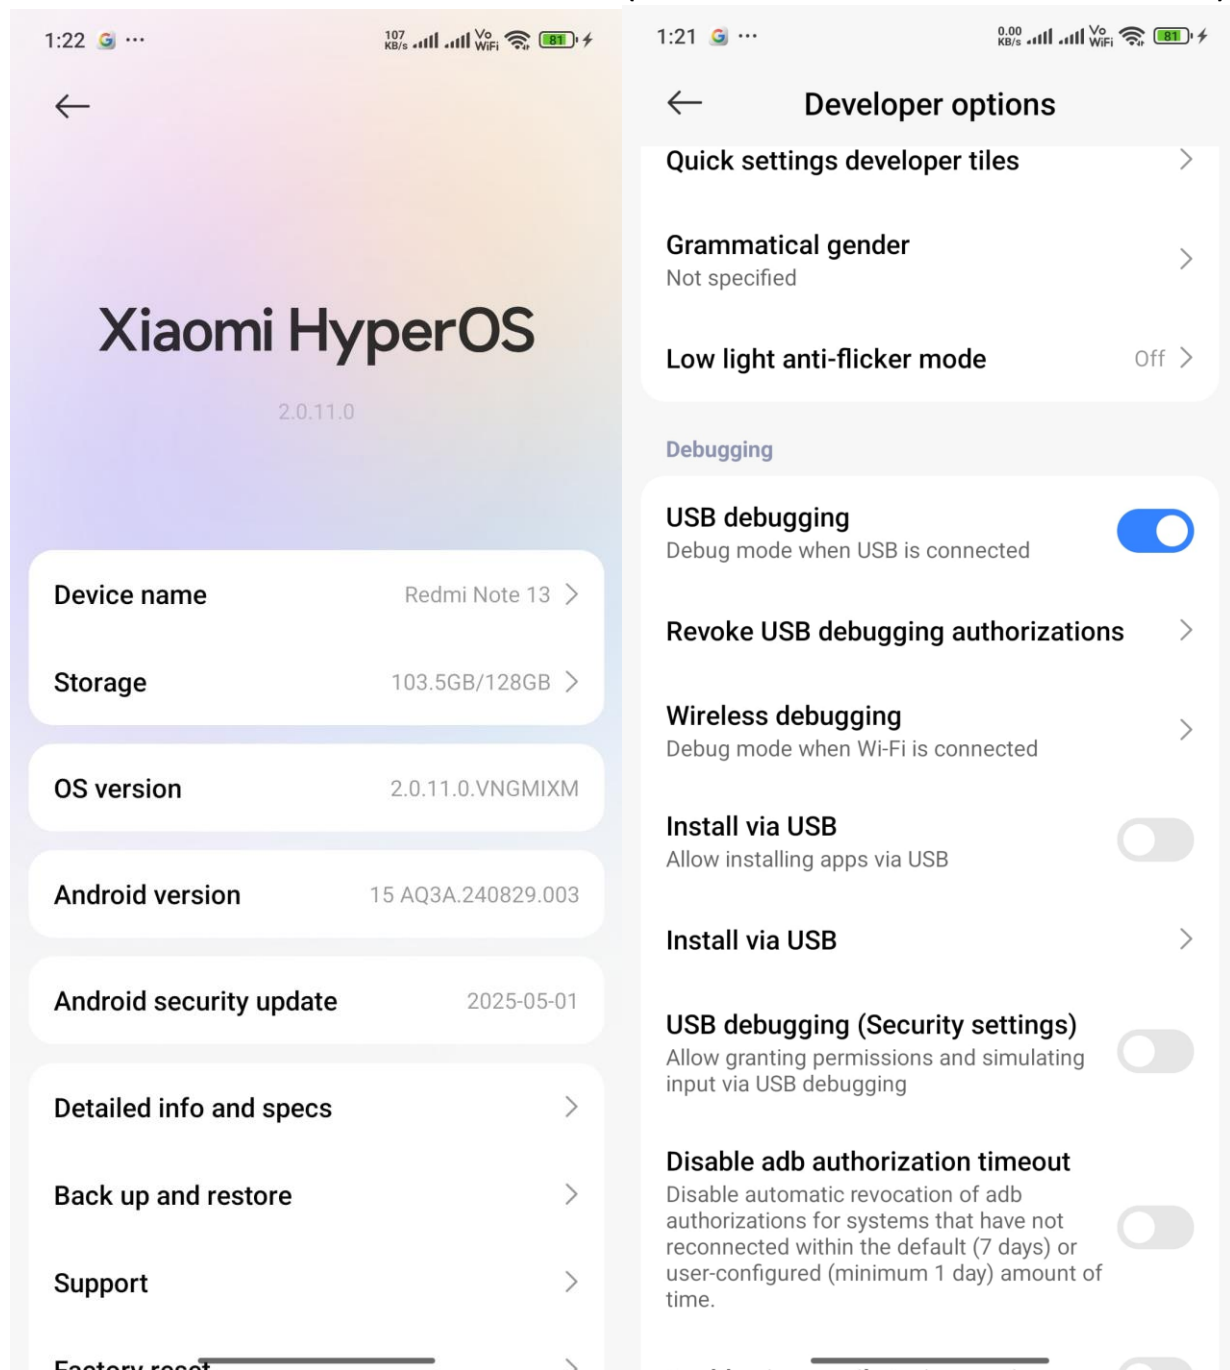 1:22
107
KB/s
Vo
WiFi
81
Xiaomi HyperOS
2.0.11.0
Device name
Redmi Note 13
Storage
103.5GB/128GB
OS version
2.0.11.0.VNGMIXM
Android version
15 AQ3A.240829.003
Android security update
2025-05-01
Detailed info and specs
Back up and restore
Support
Factory reset
1:21
0.00
KB/s
Vo
WiFi
81
Developer options
Quick settings developer tiles
Grammatical gender
Not specified
Low light anti-flicker mode
Off
Debugging
USB debugging
Debug mode when USB is connected
Revoke USB debugging authorizations
Wireless debugging
Debug mode when Wi-Fi is connected
Install via USB
Allow installing apps via USB
Install via USB
USB debugging (Security settings)
Allow granting permissions and simulating
input via USB debugging
Disable adb authorization timeout
Disable automatic revocation of adb
authorizations for systems that have not
reconnected within the default (7 days) or
user-configured (minimum 1 day) amount of
time.